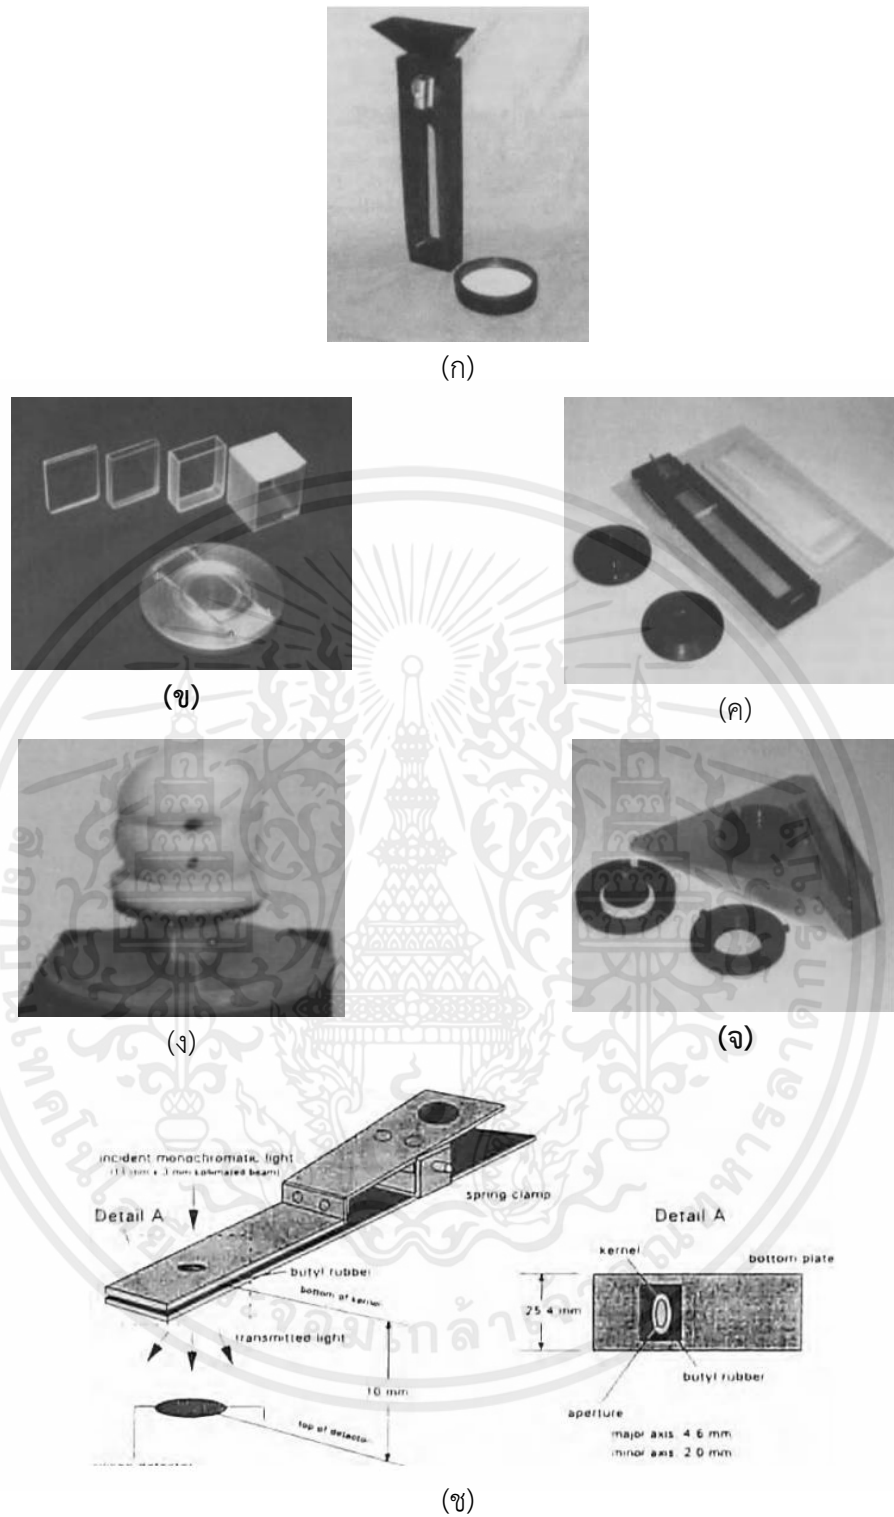 (ก)
(ข)
(ค)
(ง)
(จ)
incident monochromatic light
Detail A
spring clamp
butyl rubber
bottom of kernel
transmitted light
10 mm
top of detector
Detail A
kernel
bottom plate
25.4 mm
butyl rubber
aperture
major axis. 4.6 mm
minor axis. 2.0 mm
(ช)